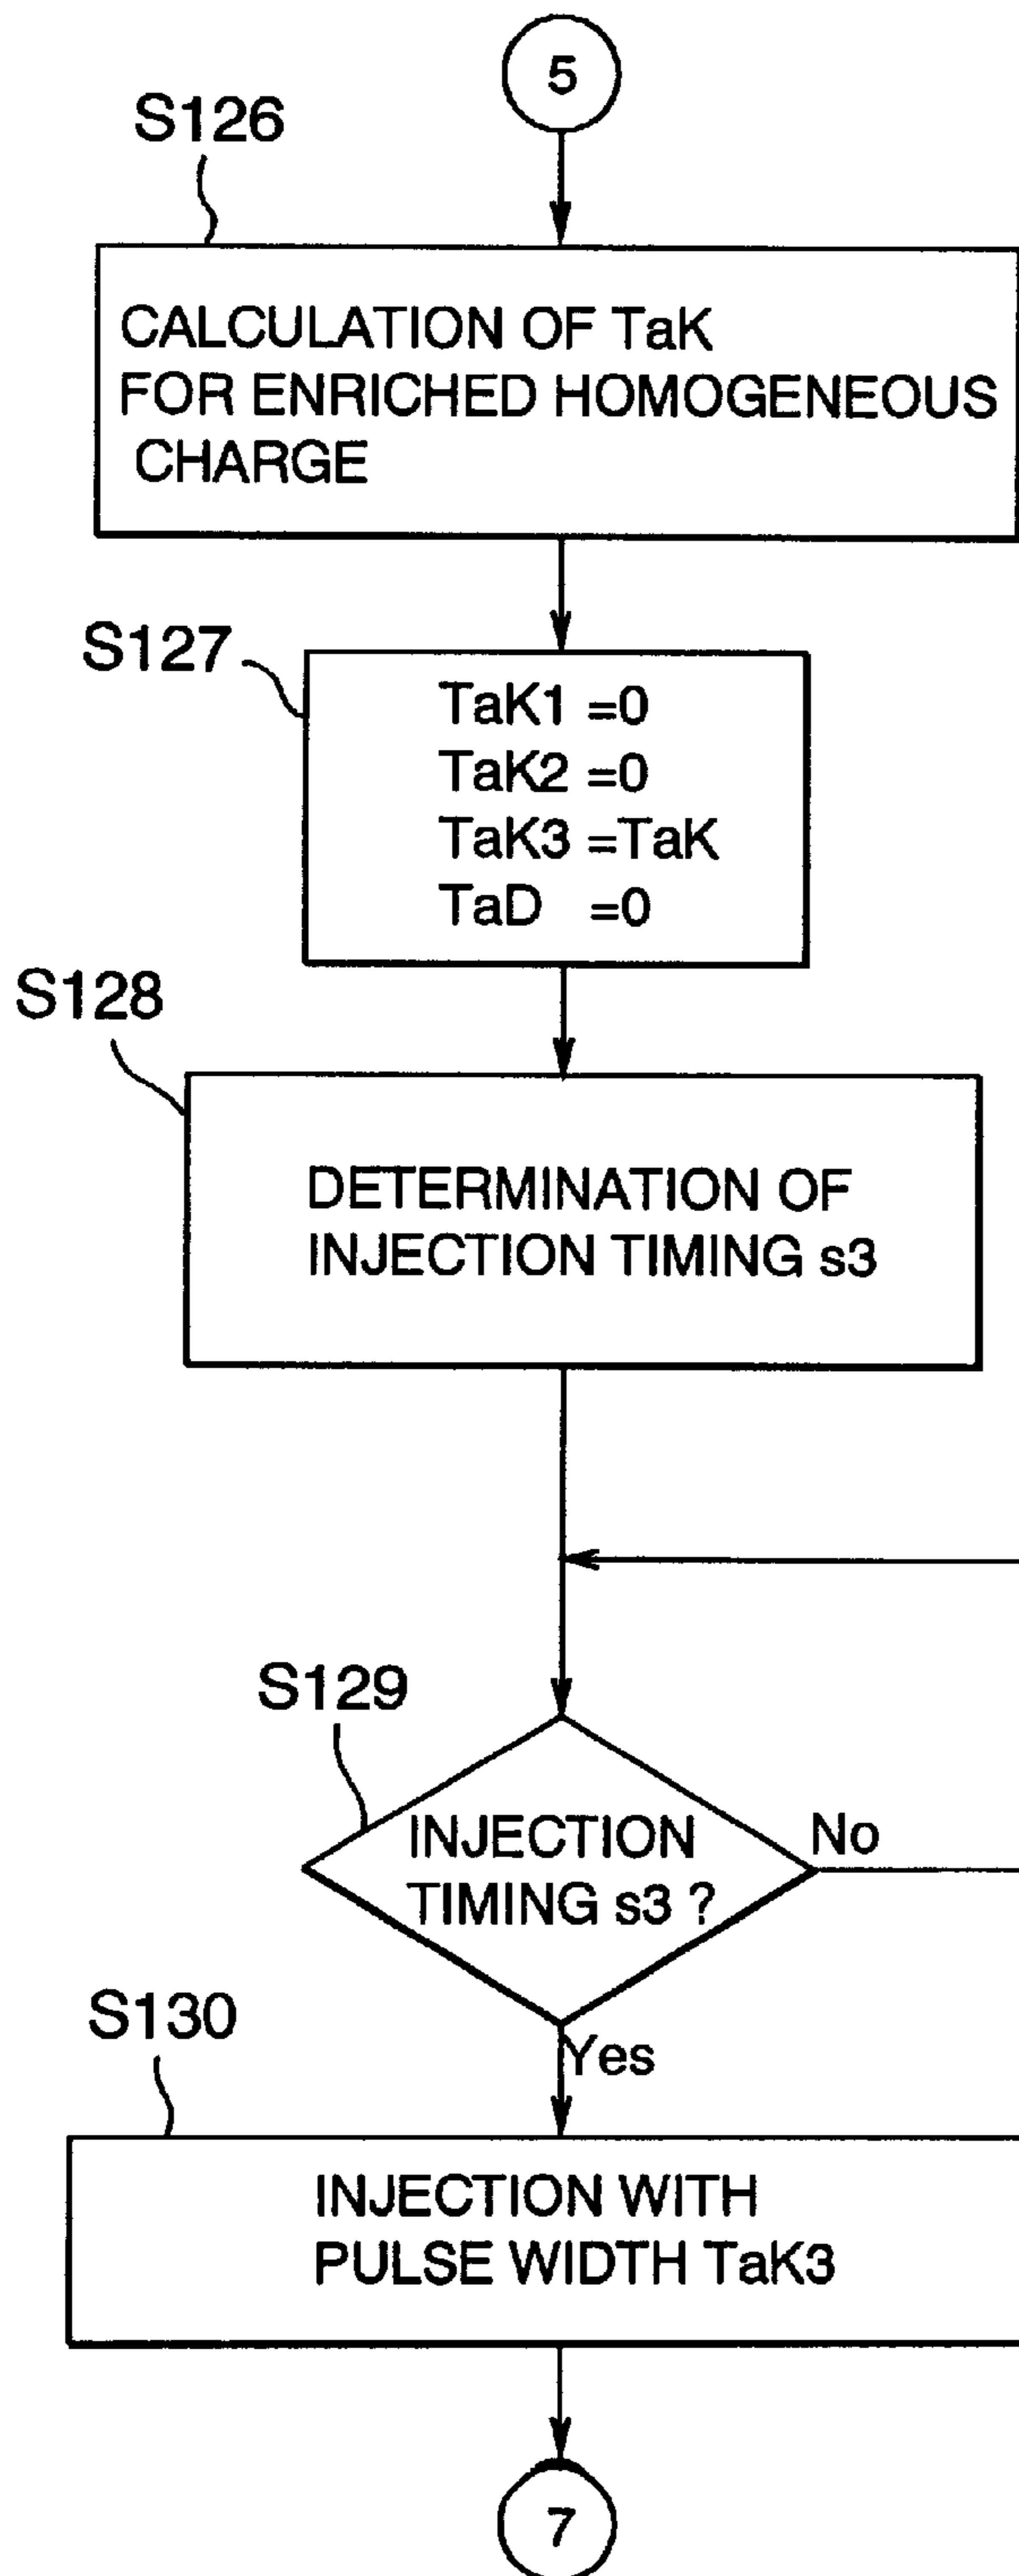 5
S126
CALCULATION OF TaK
FOR ENRICHED HOMOGENEOUS
CHARGE
S127
TaK1 =0
TaK2 =0
TaK3 =TaK
TaD =0
S128
DETERMINATION OF
INJECTION TIMING s3
S129
INJECTION
TIMING s3 ?
No
Yes
S130
INJECTION WITH
PULSE WIDTH TaK3
7